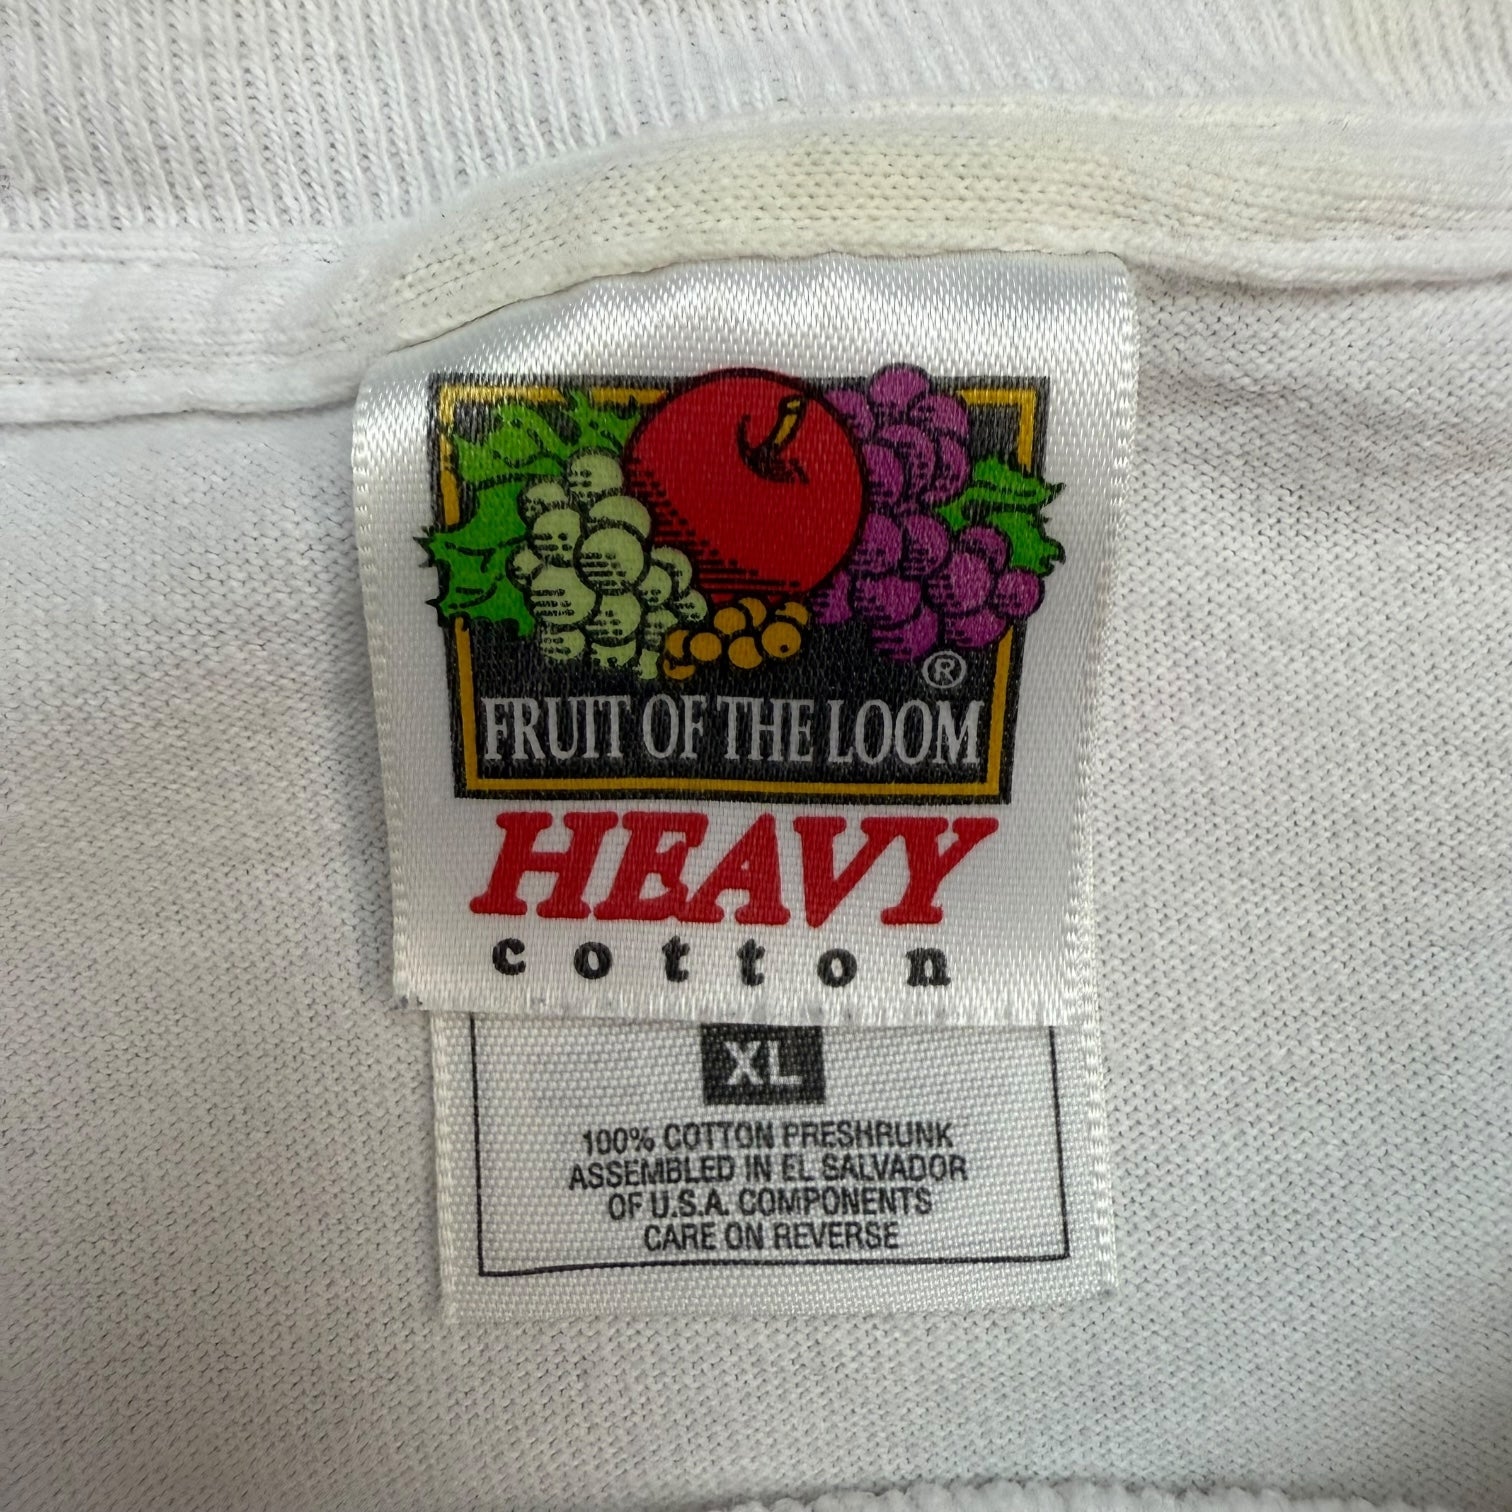 ®
FRUIT OF THE LOOM
HEAVY
cotton
XL
100% COTTON PRESHRUNK
ASSEMBLED IN EL SALVADOR
OF U.S.A. COMPONENTS
CARE ON REVERSE